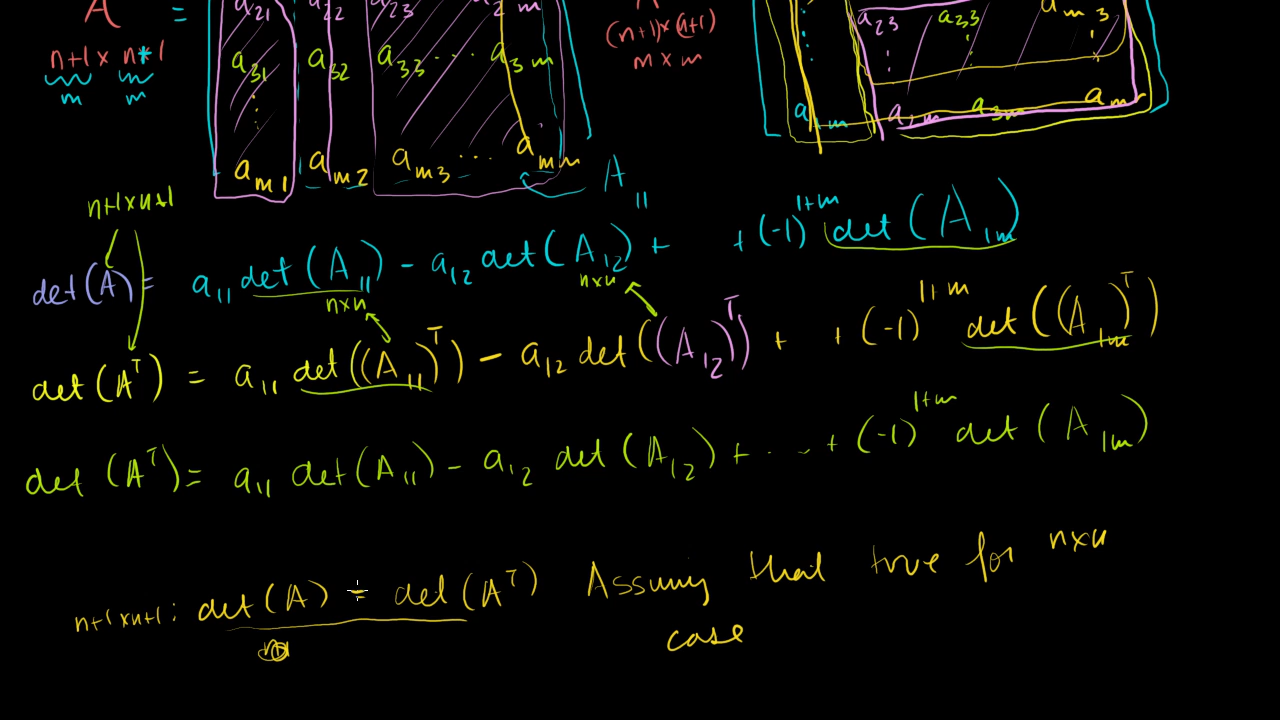 A = a21 a22 a23 a2m
n+1 × n+1 (n+1)×(n+1) a23 a33 am3
m m a31 a32 a33 ... a3m m×m
⋮ ⋮ ⋮ ⋮
am1 am2 am3 ... amm a1m a2m a3m am
A11
n+1×n+1
det(A) = a11 det(A11) − a12 det(A12) + + (-1)^1+m det(A1m)
n×n n×n
det(A^T) = a11 det((A11)^T) − a12 det((A12)^T) + + (-1)^1+m det((A1m)^T)
det(A^T) = a11 det(A11) − a12 det(A12) + ... + (-1)^1+m det(A1m)
n+1×n+1: det(A) = det(A^T) Assuming that true for n×n
case